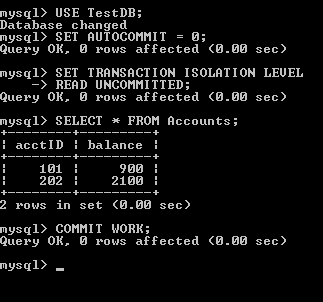 mysql> USE TestDB;
Database changed
mysql> SET AUTOCOMMIT = 0;
Query OK, 0 rows affected (0.00 sec)
mysql> SET TRANSACTION ISOLATION LEVEL
    -> READ UNCOMMITTED;
Query OK, 0 rows affected (0.00 sec)
mysql> SELECT * FROM Accounts;
+--------+---------+
| acctID | balance |
+--------+---------+
|    101 |     900 |
|    202 |    2100 |
+--------+---------+
2 rows in set (0.00 sec)
mysql> COMMIT WORK;
Query OK, 0 rows affected (0.00 sec)
mysql> _